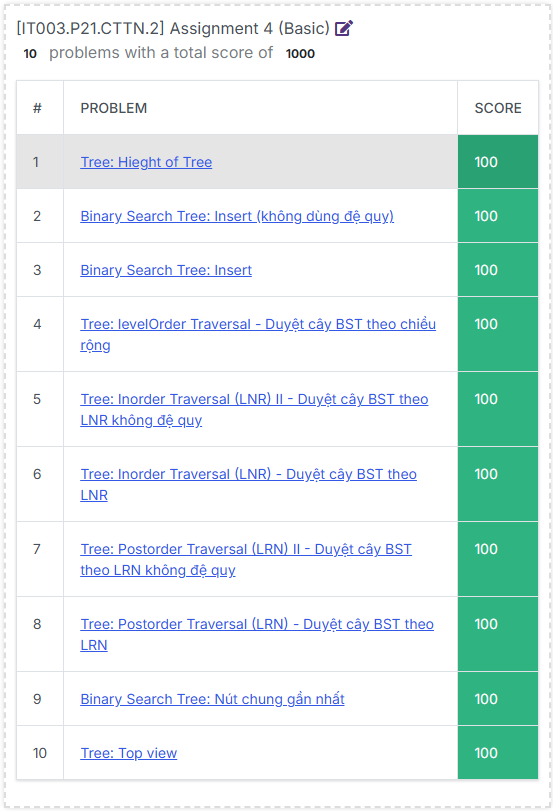 [IT003.P21.CTTN.2] Assignment 4 (Basic)
10 problems with a total score of 1000
# PROBLEM SCORE
1 Tree: Hieght of Tree 100
2 Binary Search Tree: Insert (không dùng đệ quy) 100
3 Binary Search Tree: Insert 100
4 Tree: levelOrder Traversal - Duyệt cây BST theo chiều 100
rộng
5 Tree: Inorder Traversal (LNR) II - Duyệt cây BST theo 100
LNR không đệ quy
6 Tree: Inorder Traversal (LNR) - Duyệt cây BST theo 100
LNR
7 Tree: Postorder Traversal (LRN) II - Duyệt cây BST 100
theo LRN không đệ quy
8 Tree: Postorder Traversal (LRN) - Duyệt cây BST theo 100
LRN
9 Binary Search Tree: Nút chung gần nhất 100
10 Tree: Top view 100